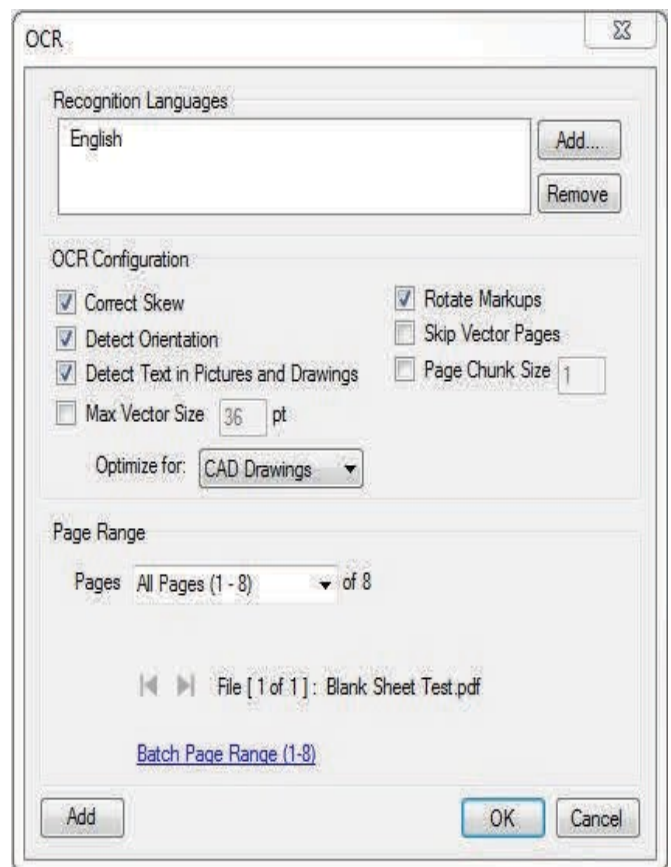 OCR
Recognition Languages
English
Add....
Remove
OCR Configuration
Correct Skew
Rotate Markups
Detect Orientation
Skip Vector Pages
Detect Text in Pictures and Drawings
Page Chunk Size 1
Max Vector Size 36 pt
Optimize for: CAD Drawings
Page Range
Pages All Pages (1 - 8) of 8
File [ 1 of 1 ] : Blank Sheet Test.pdf
Batch Page Range (1-8)
Add OK Cancel